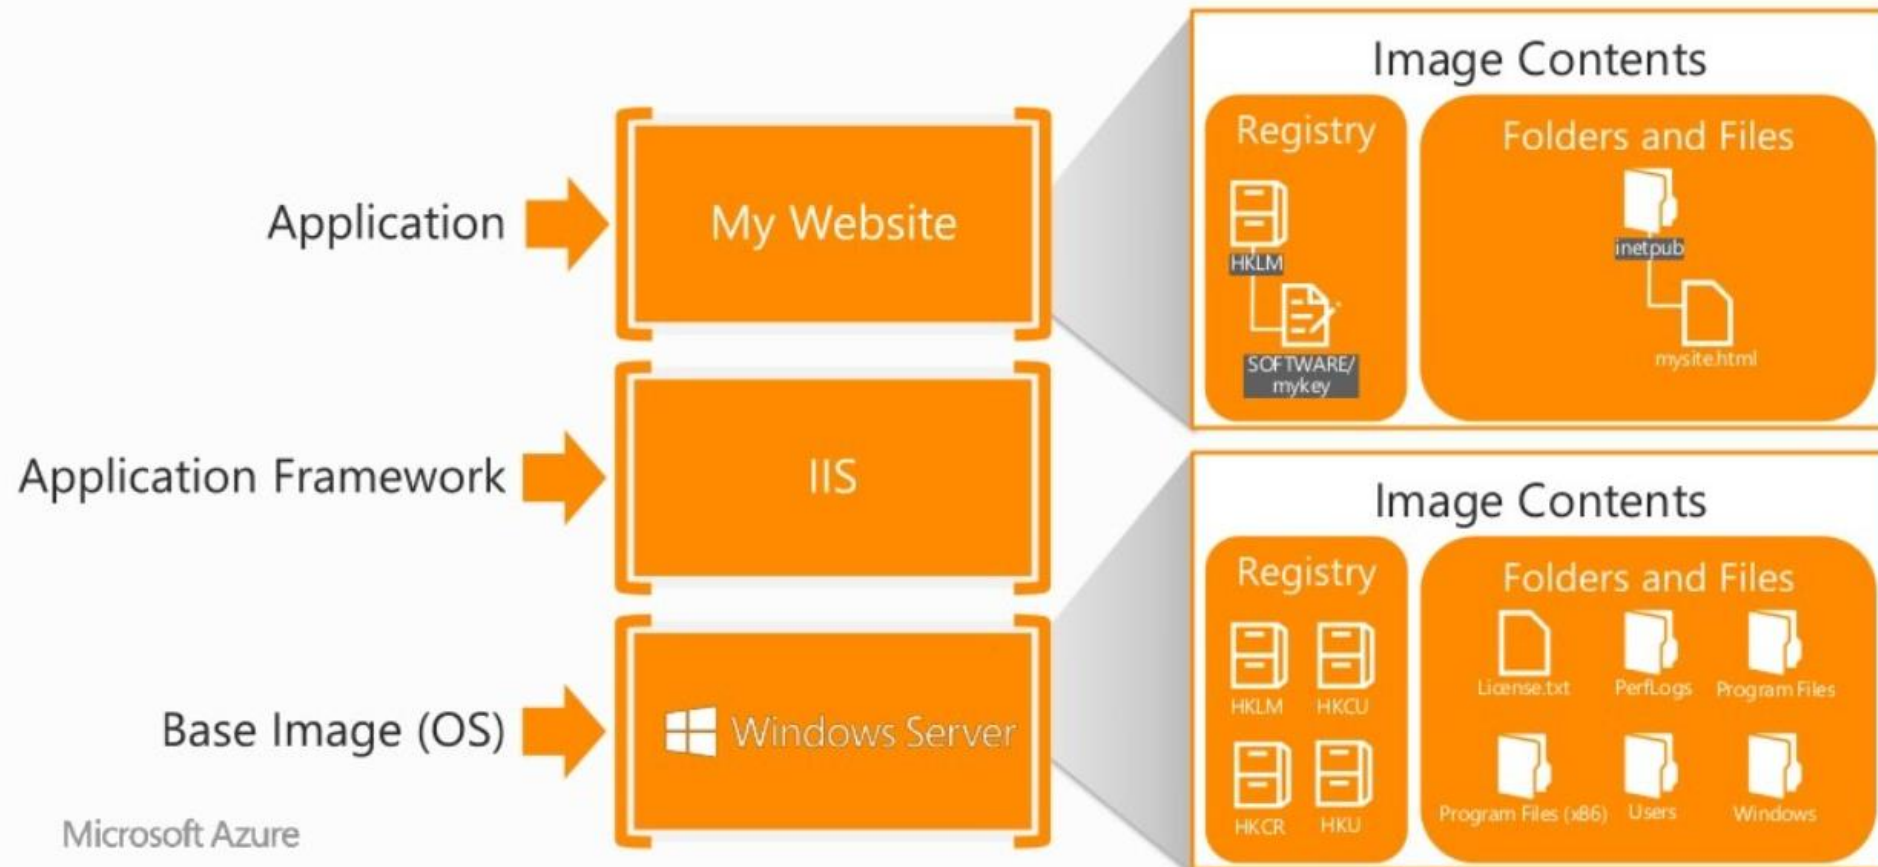 Application
My Website
Application Framework
IIS
Base Image (OS)
Windows Server
Microsoft Azure
Image Contents
Registry
HKLM
SOFTWARE/
mykey
Folders and Files
inetpub
mysite.html
Image Contents
Registry
HKLM HKCU
HKCR HKU
Folders and Files
License.txt PerfLogs Program Files
Program Files (x86) Users Windows